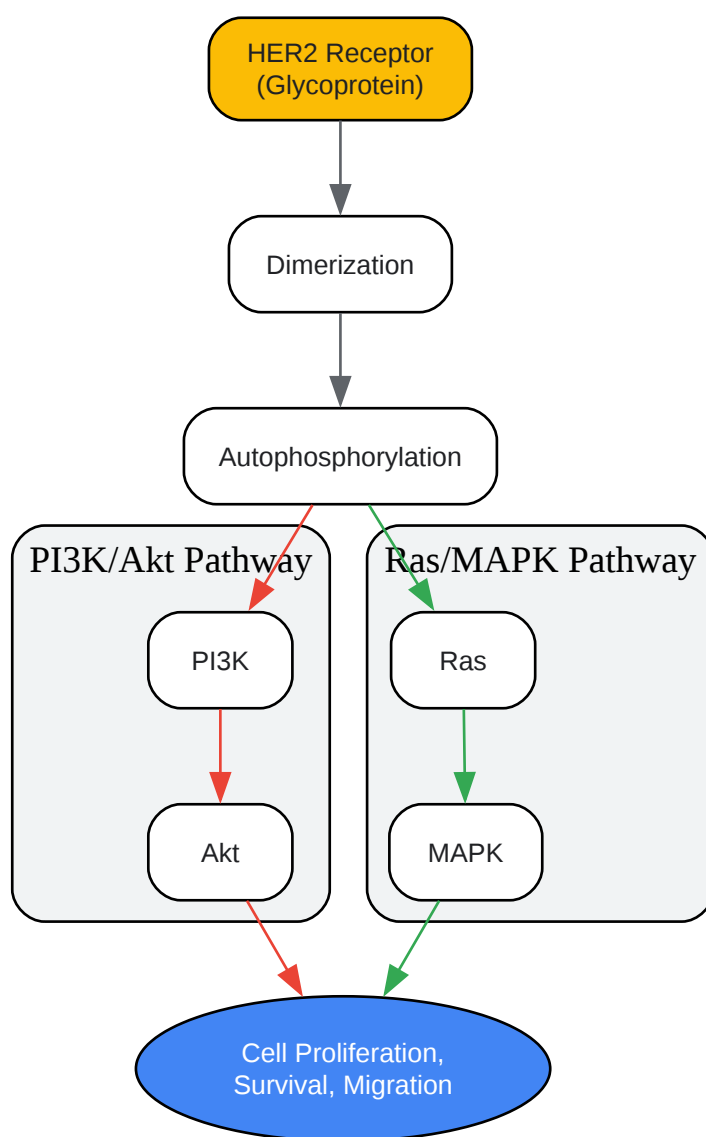 HER2 Receptor
(Glycoprotein)
Dimerization
Autophosphorylation
PI3K/Akt Pathway
Ras/MAPK Pathway
PI3K
Ras
Akt
MAPK
Cell Proliferation,
Survival, Migration